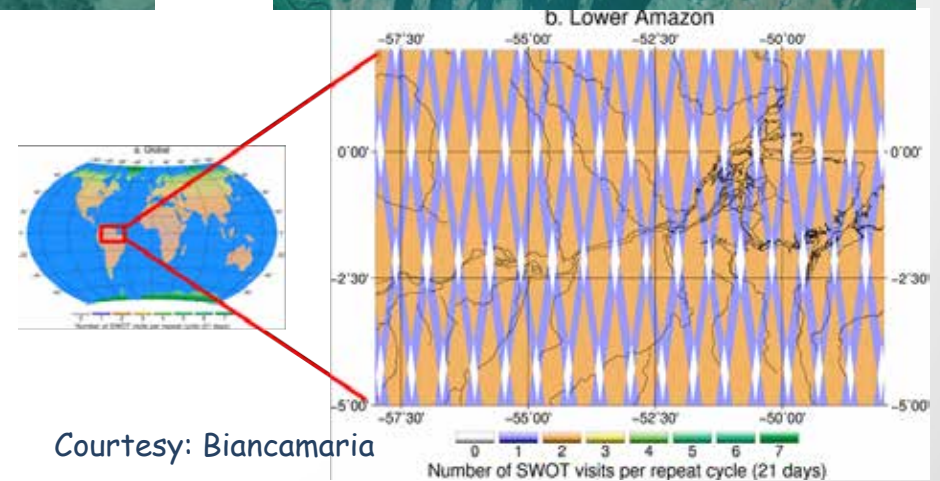 b. Lower Amazon
-57°30' -55°00' -52°30' -50°00'
a. Global
0°00' 0°00'
-2°30' -2°30'
-5°00' -5°00'
-57°30' -55°00' -52°30' -50°00'
Number of SWOT visits per repeat cycle (21 days)
Courtesy: Biancamaria
0 1 2 3 4 5 6 7
Number of SWOT visits per repeat cycle (21 days)